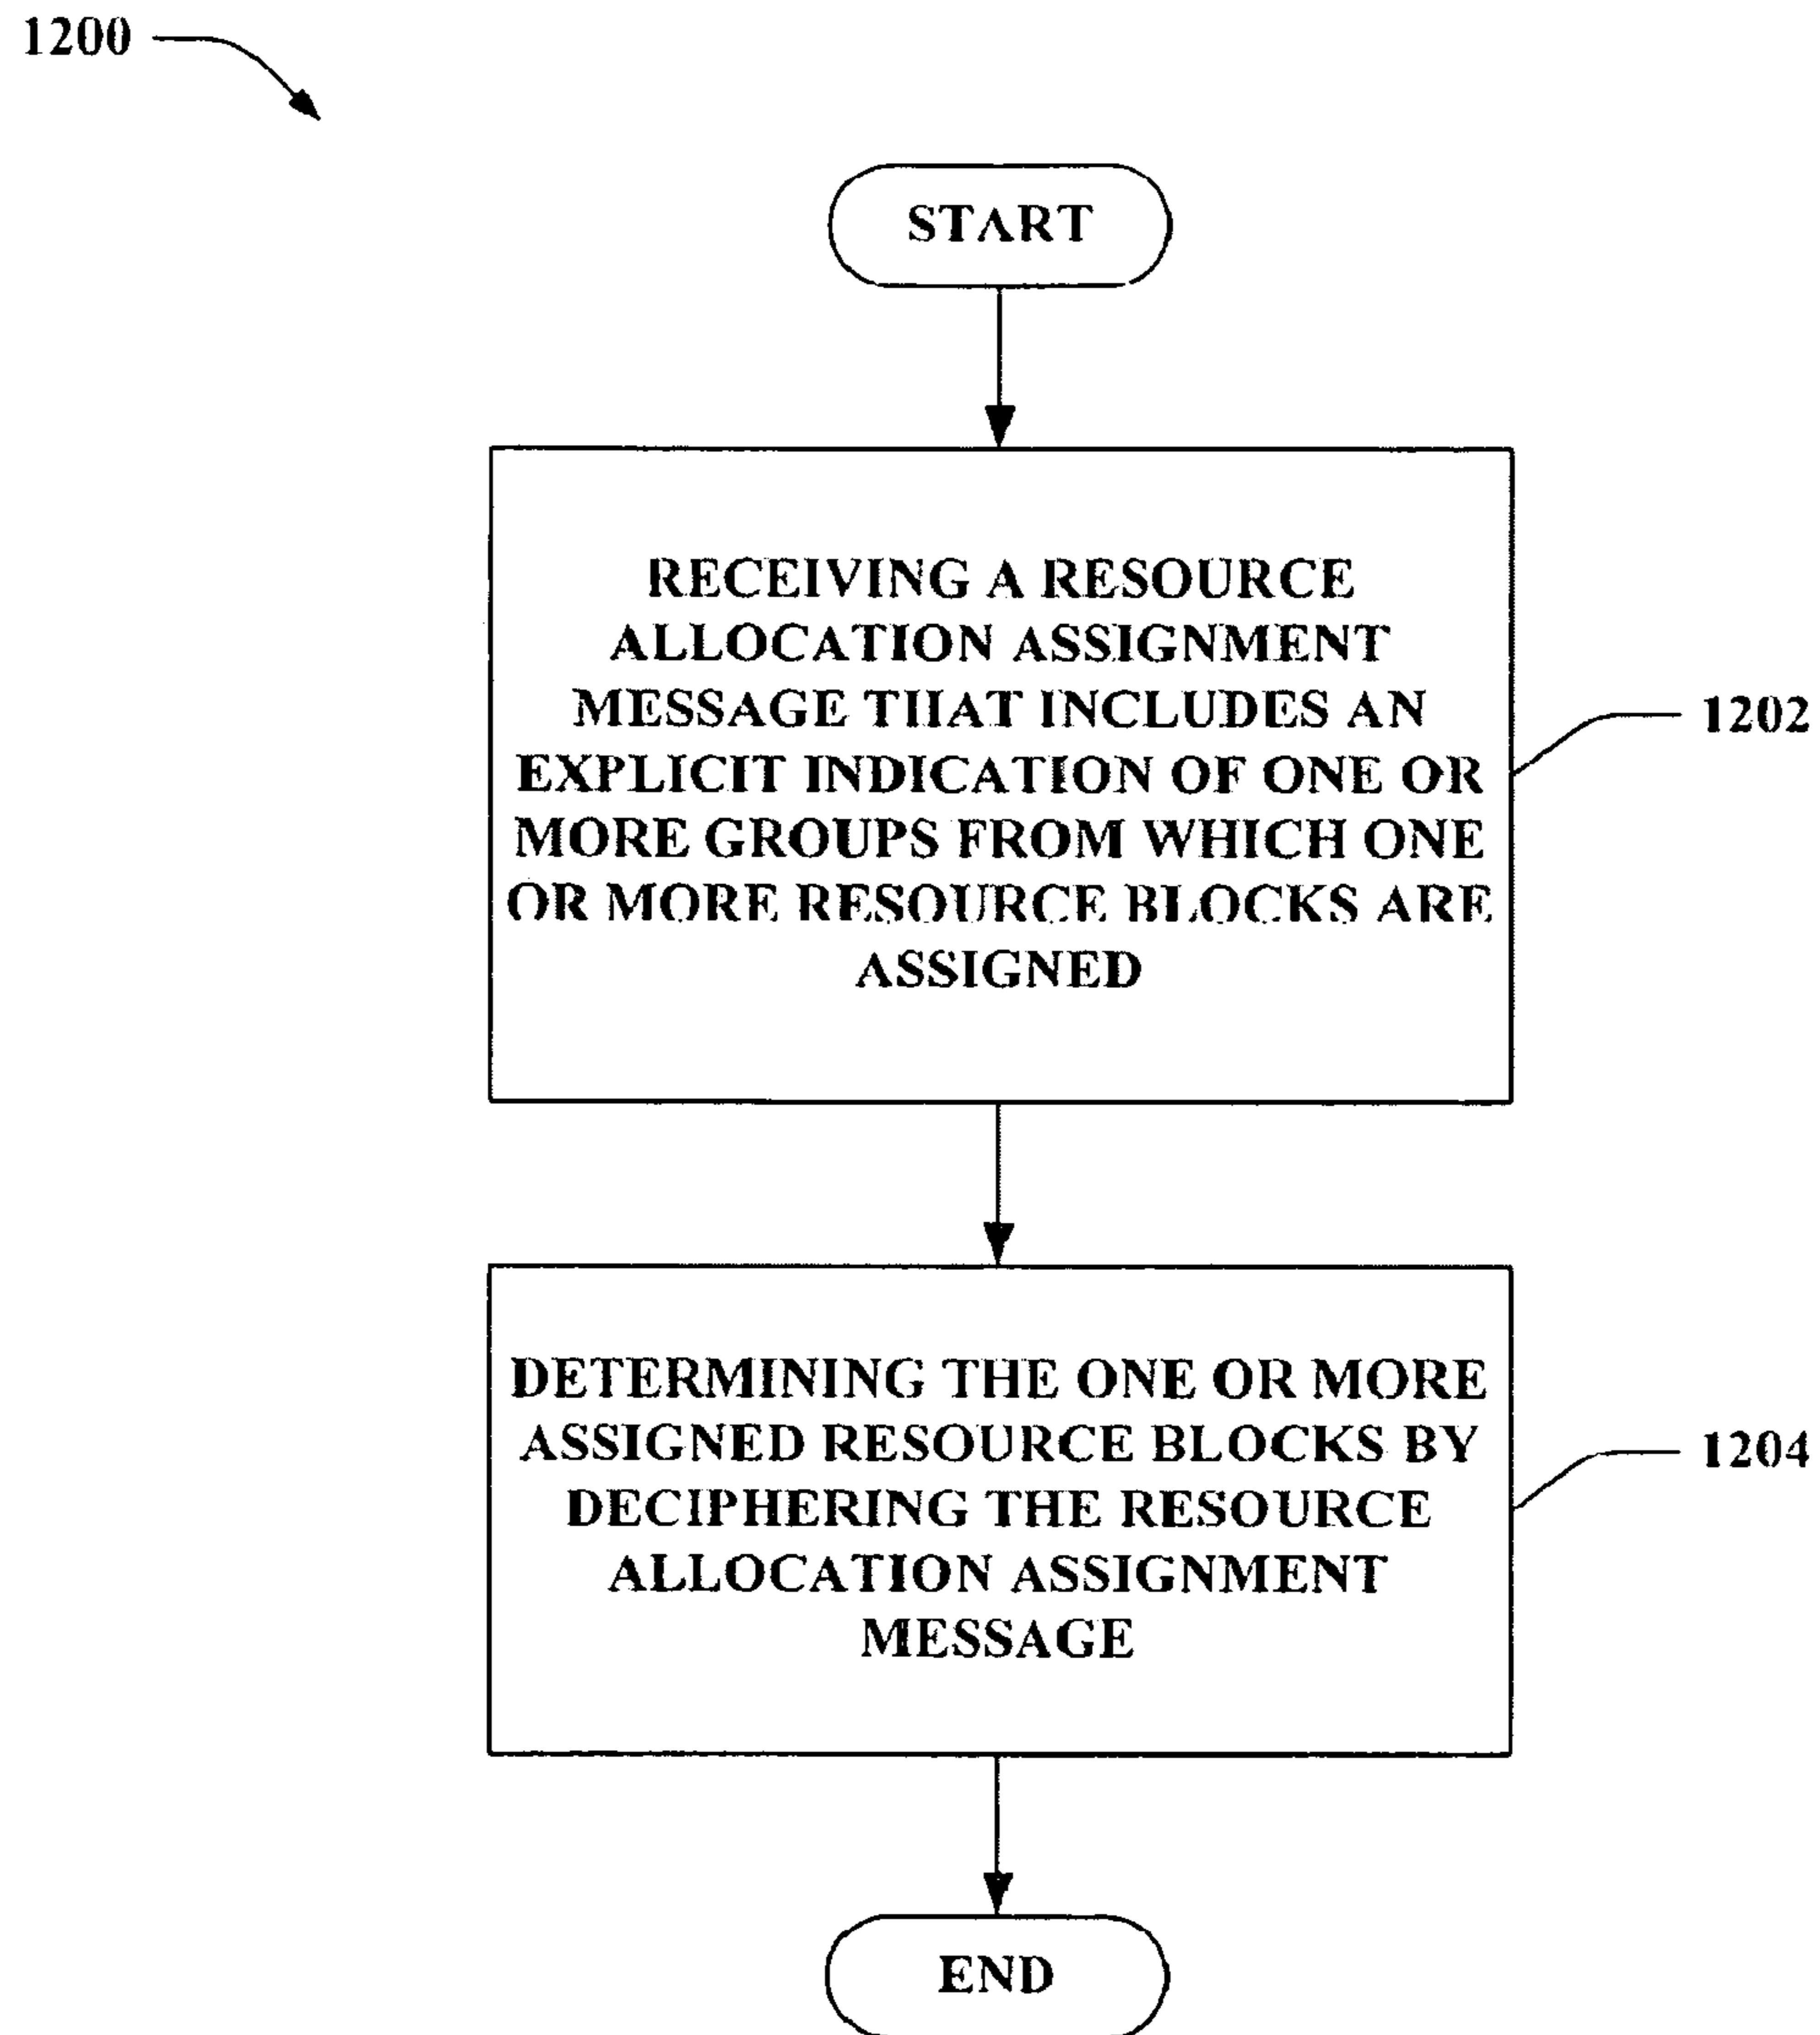 1200
START
RECEIVING A RESOURCE
ALLOCATION ASSIGNMENT
MESSAGE THAT INCLUDES AN
EXPLICIT INDICATION OF ONE OR
MORE GROUPS FROM WHICH ONE
OR MORE RESOURCE BLOCKS ARE
ASSIGNED
1202
DETERMINING THE ONE OR MORE
ASSIGNED RESOURCE BLOCKS BY
DECIPHERING THE RESOURCE
ALLOCATION ASSIGNMENT
MESSAGE
1204
END